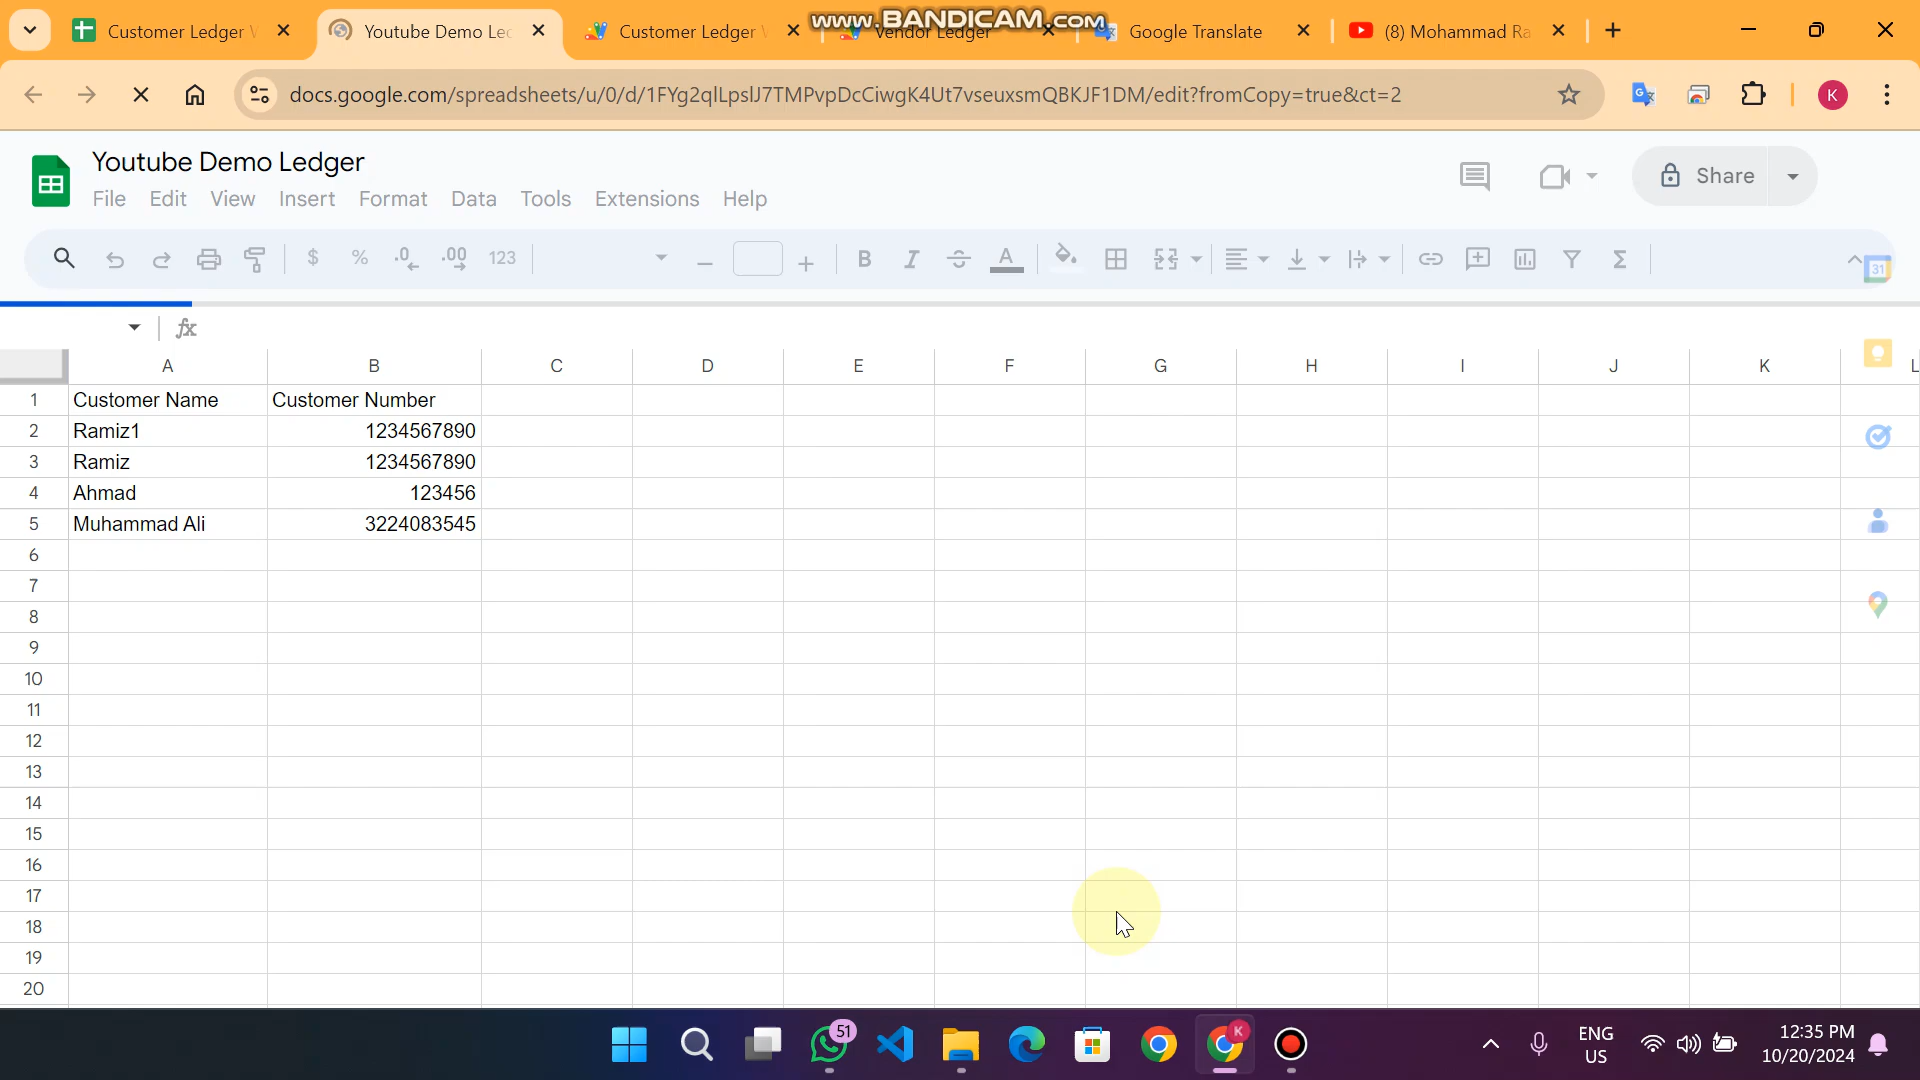 www.BANDICAM.com
Customer Ledger
Youtube Demo Led
Customer Ledger
Vendor Ledger
Google Translate
(8) Mohammad Ra
docs.google.com/spreadsheets/u/0/d/1FYg2qlLpslJ7TMPvpDcCiwgK4Ut7vseuxsmQBKJF1DM/edit?fromCopy=true&ct=2
K
Youtube Demo Ledger
File Edit View Insert Format Data Tools Extensions Help
Share
$ % .0 .00 123
B I S A
31
fx
A B C D E F G H I J K L
1 Customer Name Customer Number
2 Ramiz1 1234567890
3 Ramiz 1234567890
4 Ahmad 123456
5 Muhammad Ali 3224083545
6
7
8
9
10
11
12
13
14
15
16
17
18
19
20
51
K
ENG
US
12:35 PM
10/20/2024